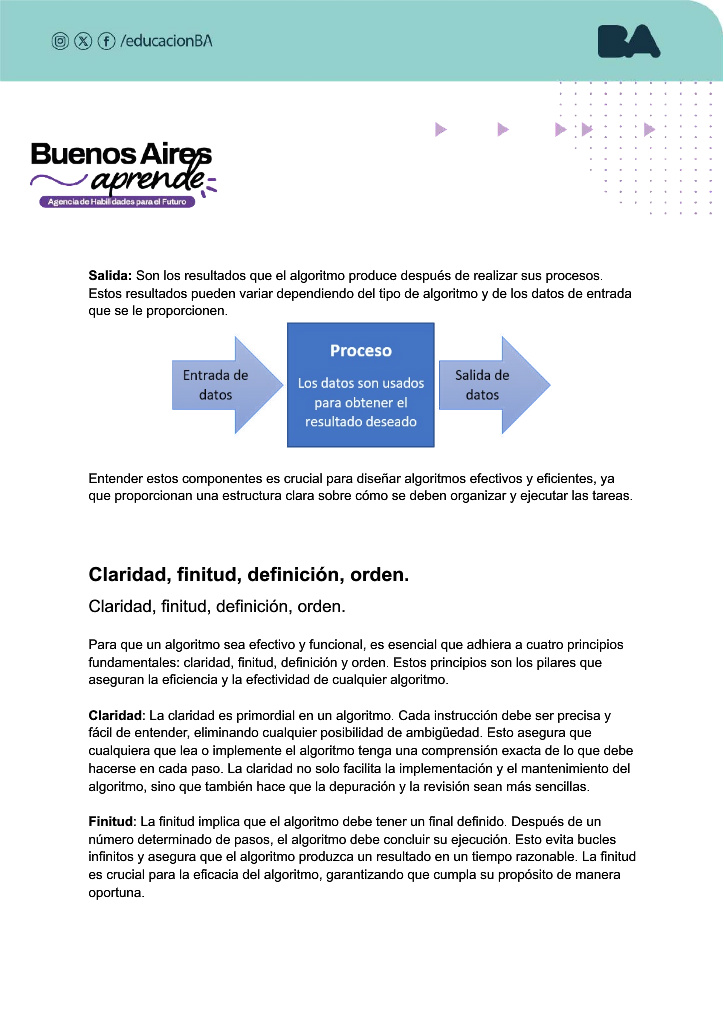 /educacionBA
BA
Buenos Aires
aprende
Agencia de Habilidades para el Futuro
Salida: Son los resultados que el algoritmo produce después de realizar sus procesos.
Estos resultados pueden variar dependiendo del tipo de algoritmo y de los datos de entrada
que se le proporcionen.
Entrada de
datos
Proceso
Los datos son usados
para obtener el
resultado deseado
Salida de
datos
Entender estos componentes es crucial para diseñar algoritmos efectivos y eficientes, ya
que proporcionan una estructura clara sobre cómo se deben organizar y ejecutar las tareas.
Claridad, finitud, definición, orden.
Claridad, finitud, definición, orden.
Para que un algoritmo sea efectivo y funcional, es esencial que adhiera a cuatro principios
fundamentales: claridad, finitud, definición y orden. Estos principios son los pilares que
aseguran la eficiencia y la efectividad de cualquier algoritmo.
Claridad: La claridad es primordial en un algoritmo. Cada instrucción debe ser precisa y
fácil de entender, eliminando cualquier posibilidad de ambigüedad. Esto asegura que
cualquiera que lea o implemente el algoritmo tenga una comprensión exacta de lo que debe
hacerse en cada paso. La claridad no solo facilita la implementación y el mantenimiento del
algoritmo, sino que también hace que la depuración y la revisión sean más sencillas.
Finitud: La finitud implica que el algoritmo debe tener un final definido. Después de un
número determinado de pasos, el algoritmo debe concluir su ejecución. Esto evita bucles
infinitos y asegura que el algoritmo produzca un resultado en un tiempo razonable. La finitud
es crucial para la eficacia del algoritmo, garantizando que cumpla su propósito de manera
oportuna.